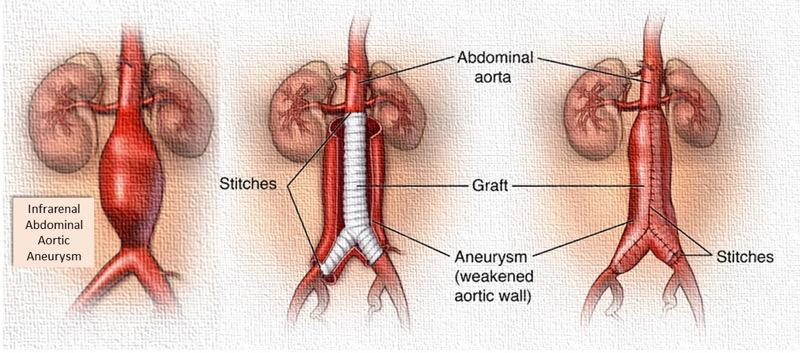 Infrarenal
Abdominal
Aortic
Aneurysm
Stitches
Abdominal
aorta
Graft
Aneurysm
(weakened
aortic wall)
Stitches